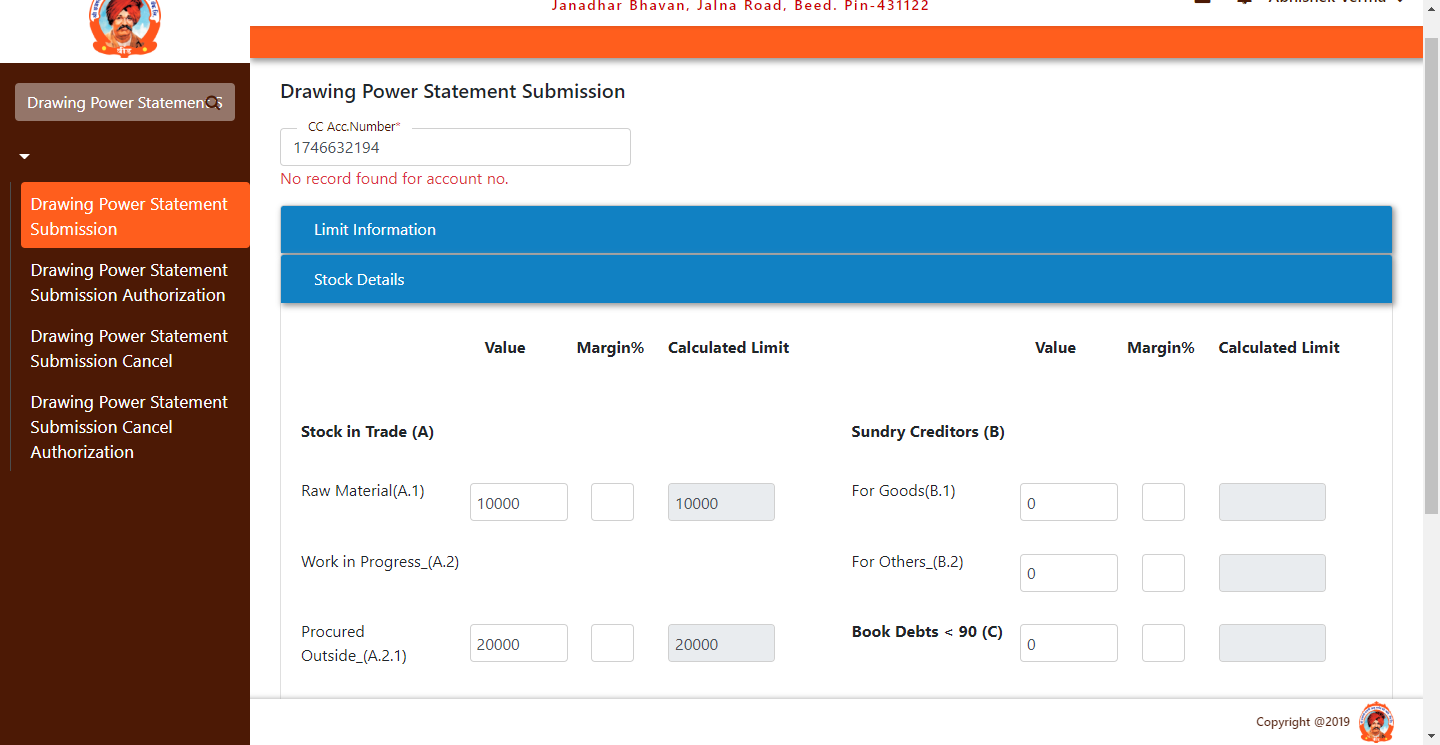 Janadhar Bhavan, Jalna Road, Beed. Pin-431122
Drawing Power Statement
Drawing Power Statement
Submission
Drawing Power Statement
Submission Authorization
Drawing Power Statement
Submission Cancel
Drawing Power Statement
Submission Cancel
Authorization
Drawing Power Statement Submission
CC Acc.Number*
1746632194
No record found for account no.
Limit Information
Stock Details
Value Margin% Calculated Limit Value Margin% Calculated Limit
Stock in Trade (A) Sundry Creditors (B)
Raw Material(A.1) 10000 10000 For Goods(B.1) 0
Work in Progress_(A.2) For Others_(B.2) 0
Procured
Outside_(A.2.1) 20000 20000 Book Debts < 90 (C) 0
Copyright @2019